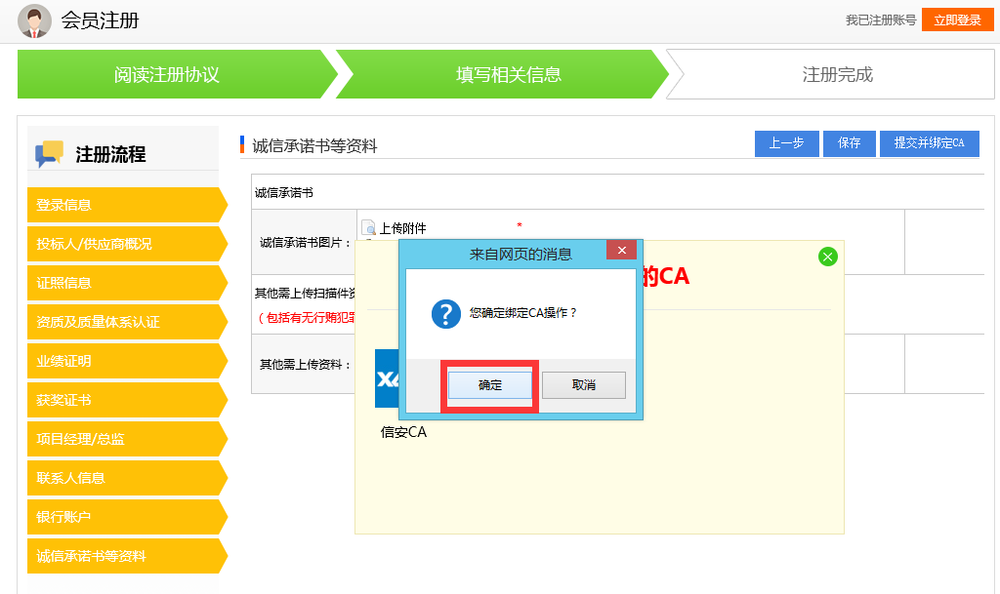 会员注册
我已注册账号
立即登录
阅读注册协议
填写相关信息
注册完成
注册流程
登录信息
投标人/供应商概况
证照信息
资质及质量体系认证
业绩证明
获奖证书
项目经理/总监
联系人信息
银行账户
诚信承诺书等资料
诚信承诺书等资料
上一步
保存
提交并绑定CA
诚信承诺书
诚信承诺书图片：
上传附件
*
其他需上传扫描件资
（包括有无行贿犯罪
其他需上传资料：
的CA
来自网页的消息
您确定绑定CA操作？
确定
取消
信安CA